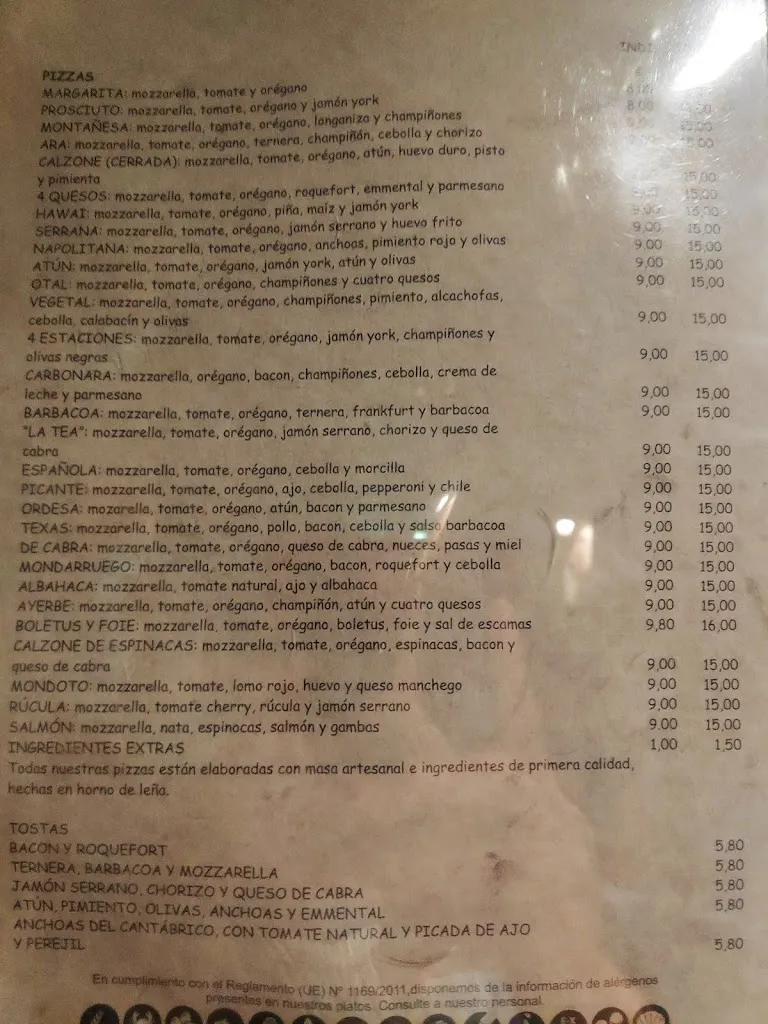 PIZZAS
MARGARITA: mozzarella, tomate y orégano
PROSCIUTO: mozzarella, tomate, orégano y jamón york 8,00
MONTAÑESA: mozzarella, tomate, orégano, longaniza y champiñones 15,00
ARA: mozzarella, tomate, orégano, ternera, champiñón, cebolla y chorizo 15,00
CALZONE (CERRADA): mozzarella, tomate, orégano, atún, huevo duro, pisto
y pimienta 15,00
4 QUESOS: mozzarella, tomate, orégano, roquefort, emmental y parmesano 15,00
HAWAI: mozzarella, tomate, orégano, piña, maíz y jamón york 9,00 15,00
SERRANA: mozzarella, tomate, orégano, jamón serrano y huevo frito 9,00 15,00
NAPOLITANA: mozzarella, tomate, orégano, anchoas, pimiento rojo y olivas 9,00 15,00
ATÚN: mozzarella, tomate, orégano, jamón york, atún y olivas 9,00 15,00
OTAL: mozzarella, tomate, orégano, champiñones y cuatro quesos 9,00 15,00
VEGETAL: mozzarella, tomate, orégano, champiñones, pimiento, alcachofas,
cebolla, calabacín y olivas 9,00 15,00
4 ESTACIONES: mozzarella, tomate, orégano, jamón york, champiñones y
olivas negras 9,00 15,00
CARBONARA: mozzarella, orégano, bacon, champiñones, cebolla, crema de
leche y parmesano 9,00 15,00
BARBACOA: mozzarella, tomate, orégano, ternera, frankfurt y barbacoa 9,00 15,00
"LA TEA": mozzarella, tomate, orégano, jamón serrano, chorizo y queso de
cabra 9,00 15,00
ESPAÑOLA: mozzarella, tomate, orégano, cebolla y morcilla 9,00 15,00
PICANTE: mozzarella, tomate, orégano, ajo, cebolla, pepperoni y chile 9,00 15,00
ORDESA: mozarella, tomate, orégano, atún, bacon y parmesano 9,00 15,00
TEXAS: mozzarella, tomate, orégano, pollo, bacon, cebolla y salsa barbacoa 9,00 15,00
DE CABRA: mozzarella, tomate, orégano, queso de cabra, nueces, pasas y miel 9,00 15,00
MONDARRUEGO: mozzarella, tomate, orégano, bacon, roquefort y cebolla 9,00 15,00
ALBAHACA: mozzarella, tomate natural, ajo y albahaca 9,00 15,00
AYERBE: mozzarella, tomate, orégano, champiñón, atún y cuatro quesos 9,00 15,00
BOLETUS Y FOIE: mozzarella, tomate, orégano, boletus, foie y sal de escamas 9,80 16,00
CALZONE DE ESPINACAS: mozzarella, tomate, orégano, espinacas, bacon y
queso de cabra 9,00 15,00
MONDOTO: mozzarella, tomate, lomo rojo, huevo y queso manchego 9,00 15,00
RÚCULA: mozzarella, tomate cherry, rúcula y jamón serrano 9,00 15,00
SALMÓN: mozzarella, nata, espinocas, salmón y gambas 9.00 15,00
INGREDIENTES EXTRAS 1,00 1,50
Todas nuestras pizzas están elaboradas con masa artesanal e ingredientes de primera calidad,
hechas en horno de leña.
TOSTAS
BACON Y ROQUEFORT 5,80
TERNERA, BARBACOA Y MOZZARELLA 5,80
JAMÓN SERRANO, CHORIZO Y QUESO DE CABRA 5,80
ATÚN, PIMIENTO, OLIVAS, ANCHOAS Y EMMENTAL 5,80
ANCHOAS DEL CANTÁBRICO, CON TOMATE NATURAL Y PICADA DE AJO
Y PEREJIL 5,80
En cumplimiento con el Reglamento (UE) Nº 1169/2011,disponemos de la información de alérgenos
presentes en nuestros platos. Consulte a nuestro personal.